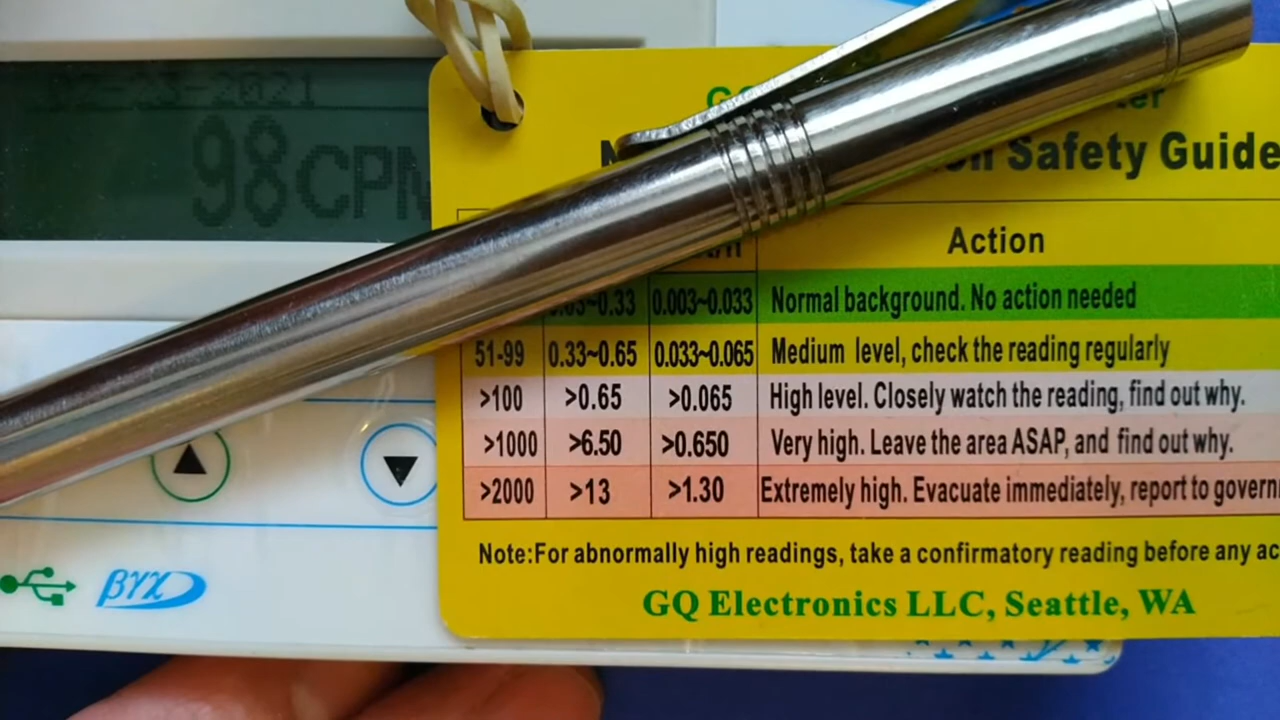 98CPM
Safety Guide
Action
0.003~0.033 Normal background. No action needed
51-99 0.33~0.65 0.033~0.065 Medium level, check the reading regularly
>100 >0.65 >0.065 High level. Closely watch the reading, find out why.
>1000 >6.50 >0.650 Very high. Leave the area ASAP, and find out why.
>2000 >13 >1.30 Extremely high. Evacuate immediately, report to govern
Note:For abnormally high readings, take a confirmatory reading before any ac
GQ Electronics LLC, Seattle, WA
βγχ